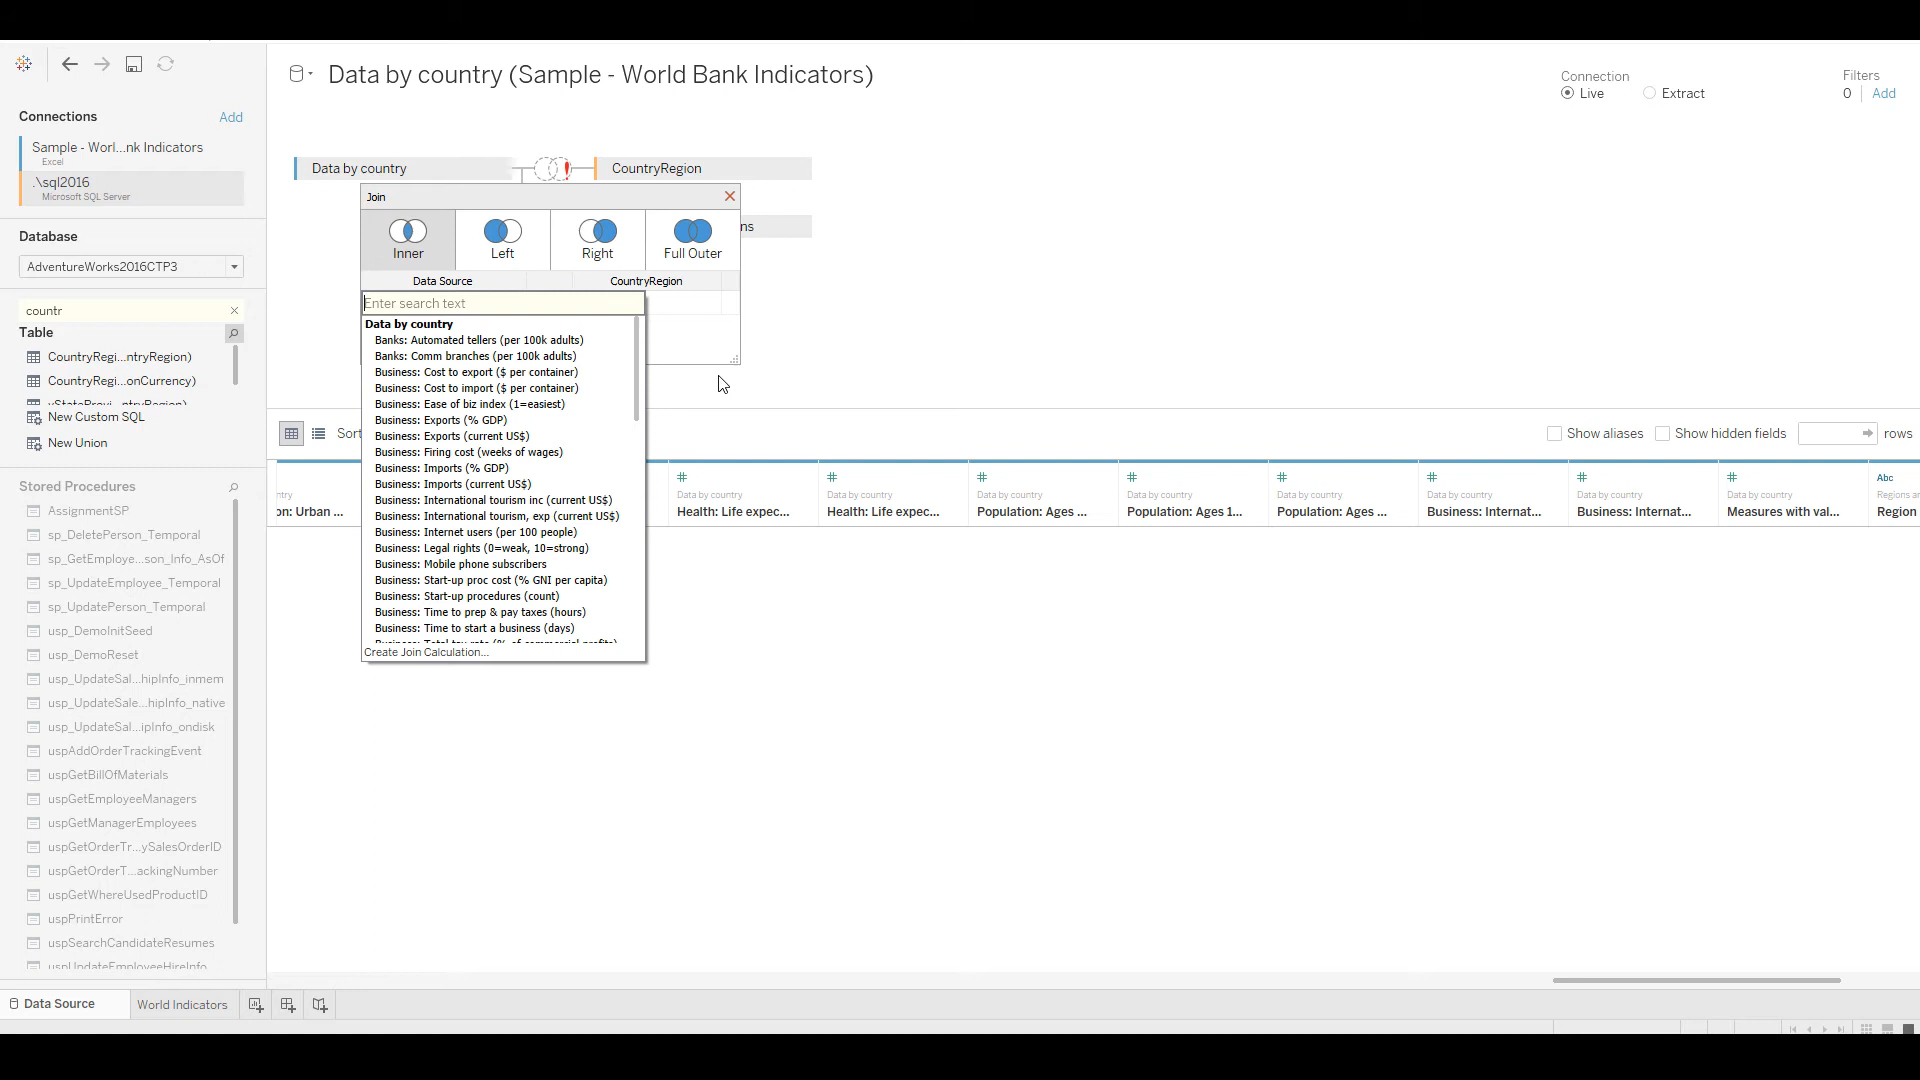 Data by country (Sample - World Bank Indicators)
Connection
Live
Extract
Filters
0
Add
Connections
Add
Sample - Worl...nk Indicators
Excel
.\sql2016
Microsoft SQL Server
Database
AdventureWorks2016CTP3
countr
Table
CountryRegi...ntryRegion)
CountryRegi...onCurrency)
New Custom SQL
New Union
Stored Procedures
AssignmentSP
sp_DeletePerson_Temporal
sp_GetEmploye...son_Info_AsOf
sp_UpdateEmployee_Temporal
sp_UpdatePerson_Temporal
usp_DemoInitSeed
usp_DemoReset
usp_UpdateSal...hipInfo_inmem
usp_UpdateSale...hipInfo_native
usp_UpdateSal...ipInfo_ondisk
uspAddOrderTrackingEvent
uspGetBillOfMaterials
uspGetEmployeeManagers
uspGetManagerEmployees
uspGetOrderTr...ySalesOrderID
uspGetOrderT...ackingNumber
uspGetWhereUsedProductID
uspPrintError
uspSearchCandidateResumes
uspUpdateEmployeeHireInfo
Data by country
CountryRegion
ns
Join
Inner
Left
Right
Full Outer
Data Source
CountryRegion
Enter search text
Data by country
Banks: Automated tellers (per 100k adults)
Banks: Comm branches (per 100k adults)
Business: Cost to export ($ per container)
Business: Cost to import ($ per container)
Business: Ease of biz index (1=easiest)
Business: Exports (% GDP)
Business: Exports (current US$)
Business: Firing cost (weeks of wages)
Business: Imports (% GDP)
Business: Imports (current US$)
Business: International tourism inc (current US$)
Business: International tourism, exp (current US$)
Business: Internet users (per 100 people)
Business: Legal rights (0=weak, 10=strong)
Business: Mobile phone subscribers
Business: Start-up proc cost (% GNI per capita)
Business: Start-up procedures (count)
Business: Time to prep & pay taxes (hours)
Business: Time to start a business (days)
Business: Total tax rate (% of commercial profits)
Create Join Calculation...
Sort
Show aliases
Show hidden fields
rows
ntry
on: Urban ...
#
Data by country
Health: Life expec...
#
Data by country
Health: Life expec...
#
Data by country
Population: Ages ...
#
Data by country
Population: Ages 1...
#
Data by country
Population: Ages ...
#
Data by country
Business: Internat...
#
Data by country
Business: Internat...
#
Data by country
Measures with val...
Abc
Regions a
Region
Data Source
World Indicators